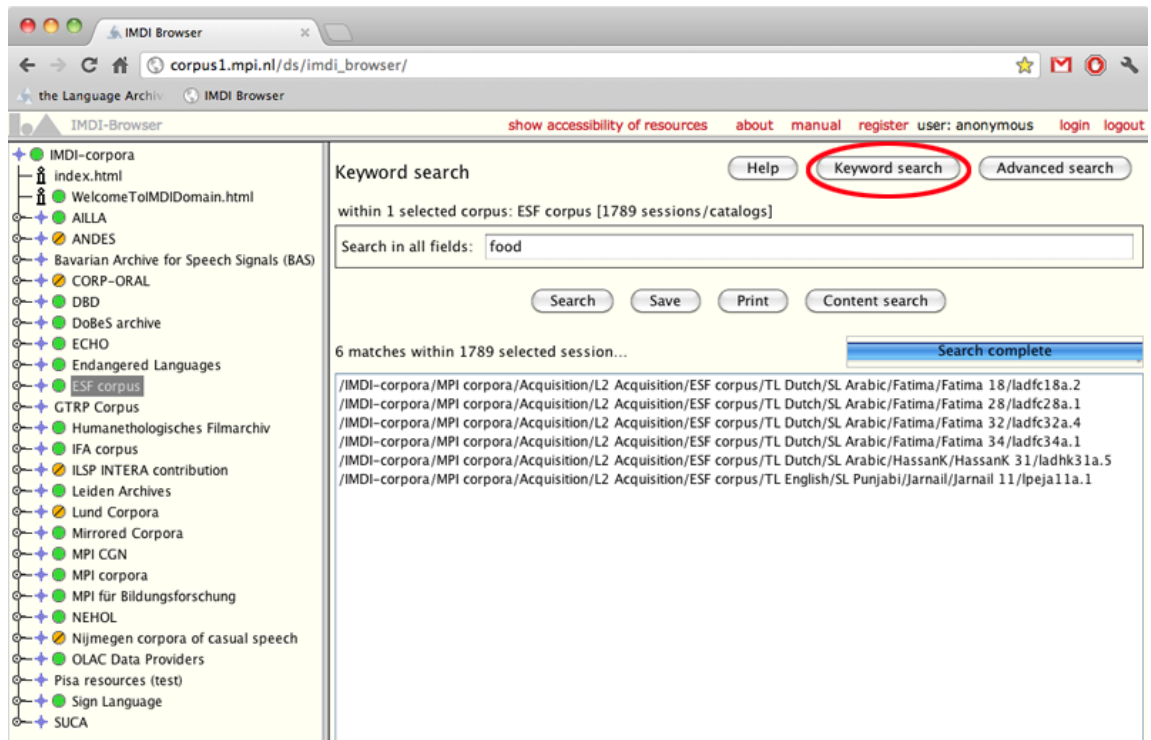 IMDI Browser
corpus1.mpi.nl/ds/imdi_browser/
the Language Archiv IMDI Browser
IMDI-Browser show accessibility of resources about manual register user: anonymous login logout
IMDI-corpora
index.html
WelcomeToIMDIDomain.html
AILLA
ANDES
Bavarian Archive for Speech Signals (BAS)
CORP-ORAL
DBD
DoBeS archive
ECHO
Endangered Languages
ESF corpus
GTRP Corpus
Humanethologisches Filmarchiv
IFA corpus
ILSP INTERA contribution
Leiden Archives
Lund Corpora
Mirrored Corpora
MPI CGN
MPI corpora
MPI für Bildungsforschung
NEHOL
Nijmegen corpora of casual speech
OLAC Data Providers
Pisa resources (test)
Sign Language
SUCA
Keyword search Help Keyword search Advanced search
within 1 selected corpus: ESF corpus [1789 sessions/catalogs]
Search in all fields: food
Search Save Print Content search
6 matches within 1789 selected session... Search complete
/IMDI-corpora/MPI corpora/Acquisition/L2 Acquisition/ESF corpus/TL Dutch/SL Arabic/Fatima/Fatima 18/ladfc18a.2
/IMDI-corpora/MPI corpora/Acquisition/L2 Acquisition/ESF corpus/TL Dutch/SL Arabic/Fatima/Fatima 28/ladfc28a.1
/IMDI-corpora/MPI corpora/Acquisition/L2 Acquisition/ESF corpus/TL Dutch/SL Arabic/Fatima/Fatima 32/ladfc32a.4
/IMDI-corpora/MPI corpora/Acquisition/L2 Acquisition/ESF corpus/TL Dutch/SL Arabic/Fatima/Fatima 34/ladfc34a.1
/IMDI-corpora/MPI corpora/Acquisition/L2 Acquisition/ESF corpus/TL Dutch/SL Arabic/HassanK/HassanK 31/ladhk31a.5
/IMDI-corpora/MPI corpora/Acquisition/L2 Acquisition/ESF corpus/TL English/SL Punjabi/Jarnail/Jarnail 11/lpeja11a.1